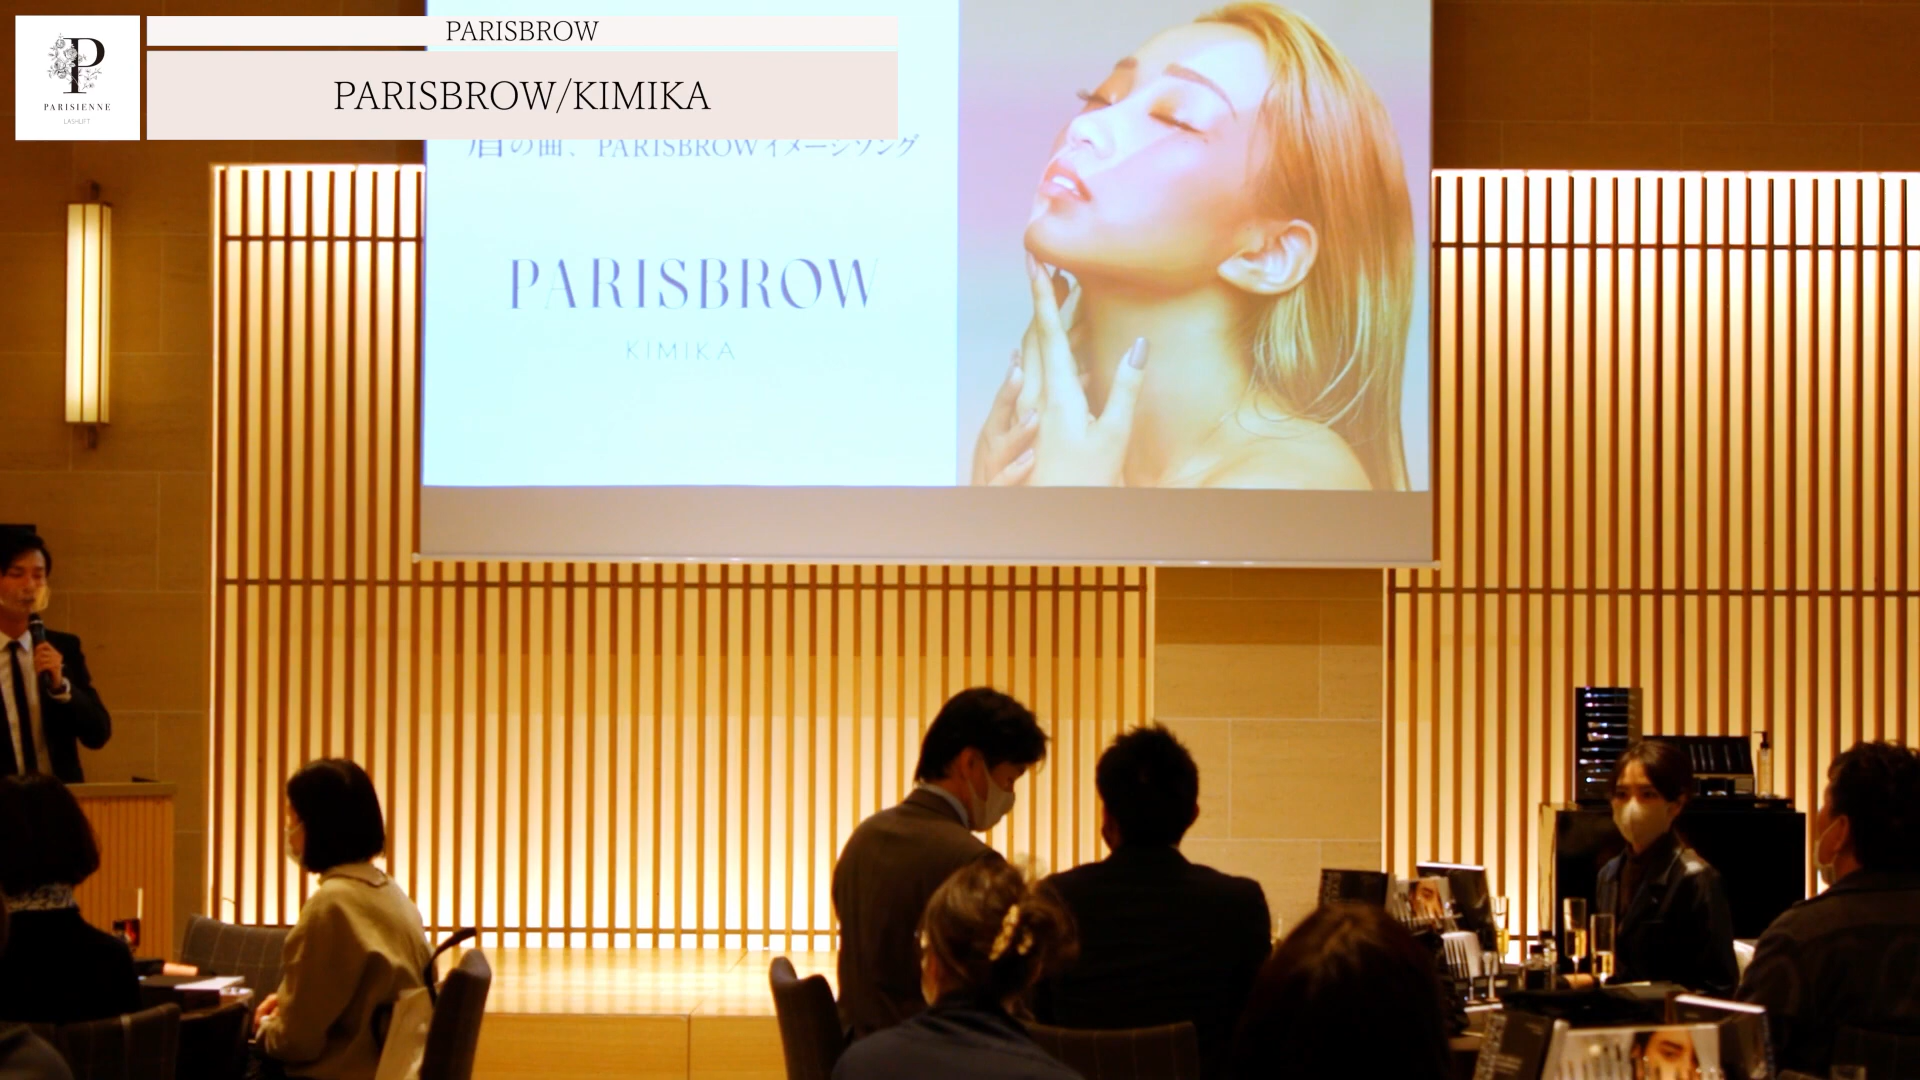 PARISIENNE
LASHLIFT
PARISBROW
PARISBROW/KIMIKA
眉の曲、PARISBROWイメージソング
PARISBROW
KIMIKA